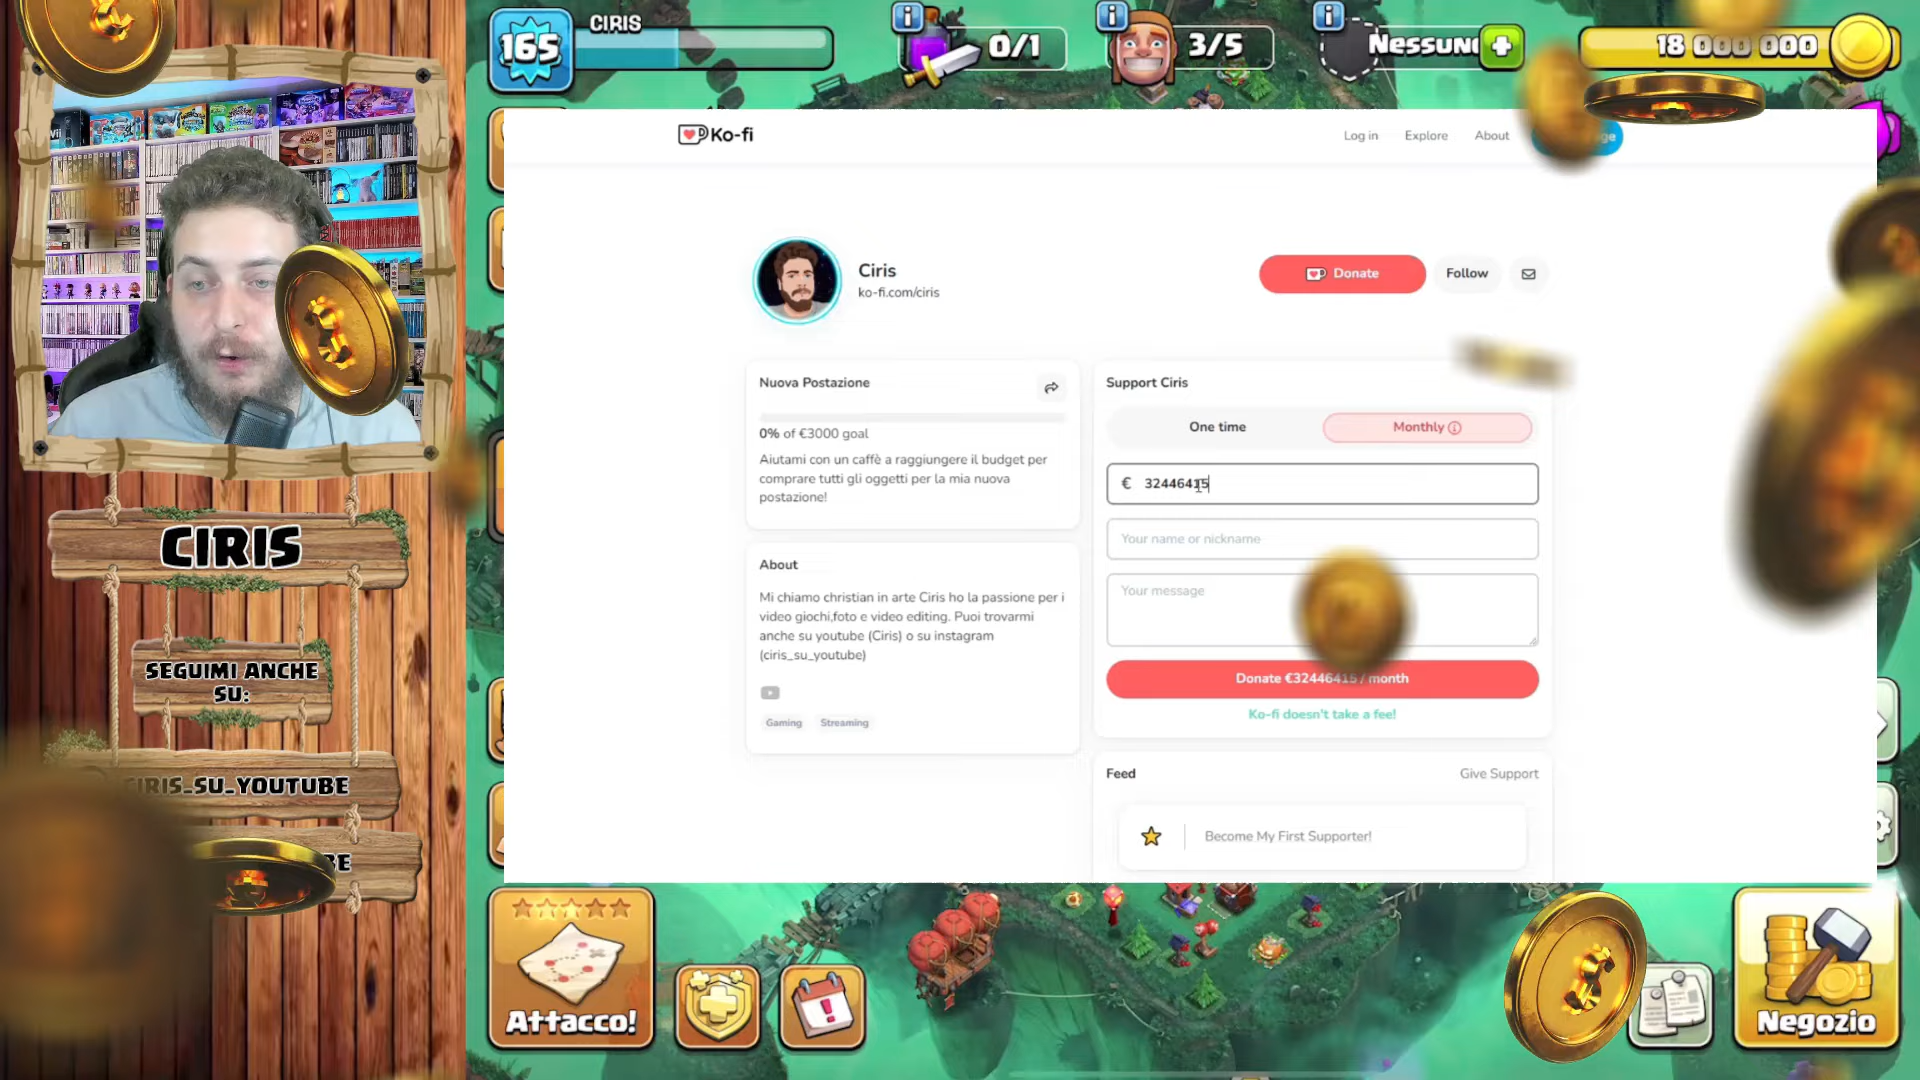 165
CIRIS
0/1
3/5
18 000 000
Ko-fi
Log in
Explore
About
Ciris
ko-fi.com/ciris
Donate
Follow
Nuova Postazione
0% of €3000 goal
Aiutami con un caffè a raggiungere il budget per
comprare tutti gli oggetti per la mia nuova
postazione!
Support Ciris
One time
Monthly
€ 32446415
Your name or nickname
Your message
Donate €32446415 / month
Ko-fi doesn't take a fee!
About
Mi chiamo christian in arte Ciris ho la passione per i
video giochi,foto e video editing. Puoi trovarmi
anche su youtube (Ciris) o su instagram
(ciris_su_youtube)
Gaming
Streaming
Feed
Give Support
Become My First Supporter!
CIRIS
SEGUIMI ANCHE
SU:
CIRIS_SU_YOUTUBE
Attacco!
Negozio